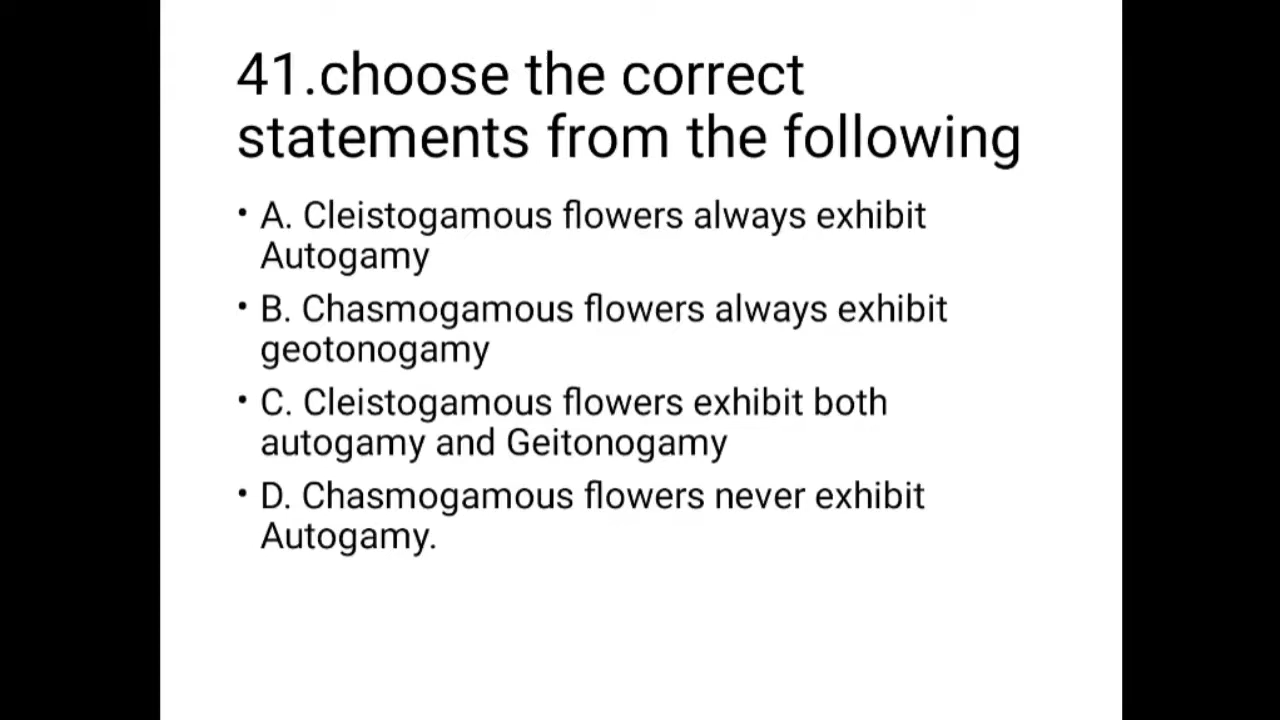 41.choose the correct
statements from the following
• A. Cleistogamous flowers always exhibit
Autogamy
• B. Chasmogamous flowers always exhibit
geotonogamy
• C. Cleistogamous flowers exhibit both
autogamy and Geitonogamy
• D. Chasmogamous flowers never exhibit
Autogamy.